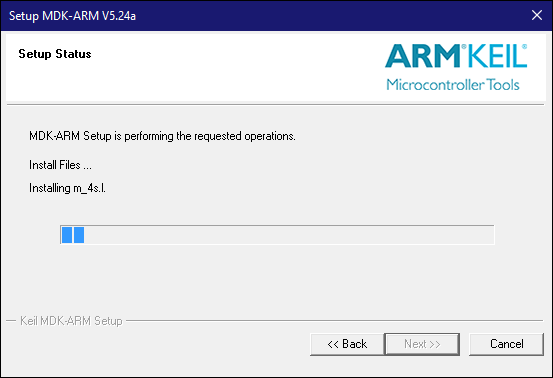 Setup MDK-ARM V5.24a
Setup Status
ARM®KEIL®
Microcontroller Tools
MDK-ARM Setup is performing the requested operations.
Install Files ...
Installing m_4s.l.
Keil MDK-ARM Setup
<< Back
Next >>
Cancel